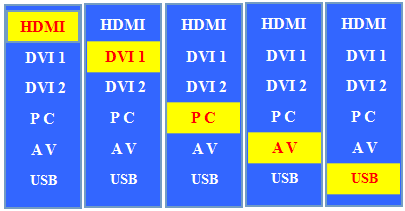 HDMI HDMI HDMI HDMI HDMI
DVI 1 DVI 1 DVI 1 DVI 1 DVI 1
DVI 2 DVI 2 DVI 2 DVI 2 DVI 2
P C P C P C P C P C
A V A V A V A V A V
USB USB USB USB USB